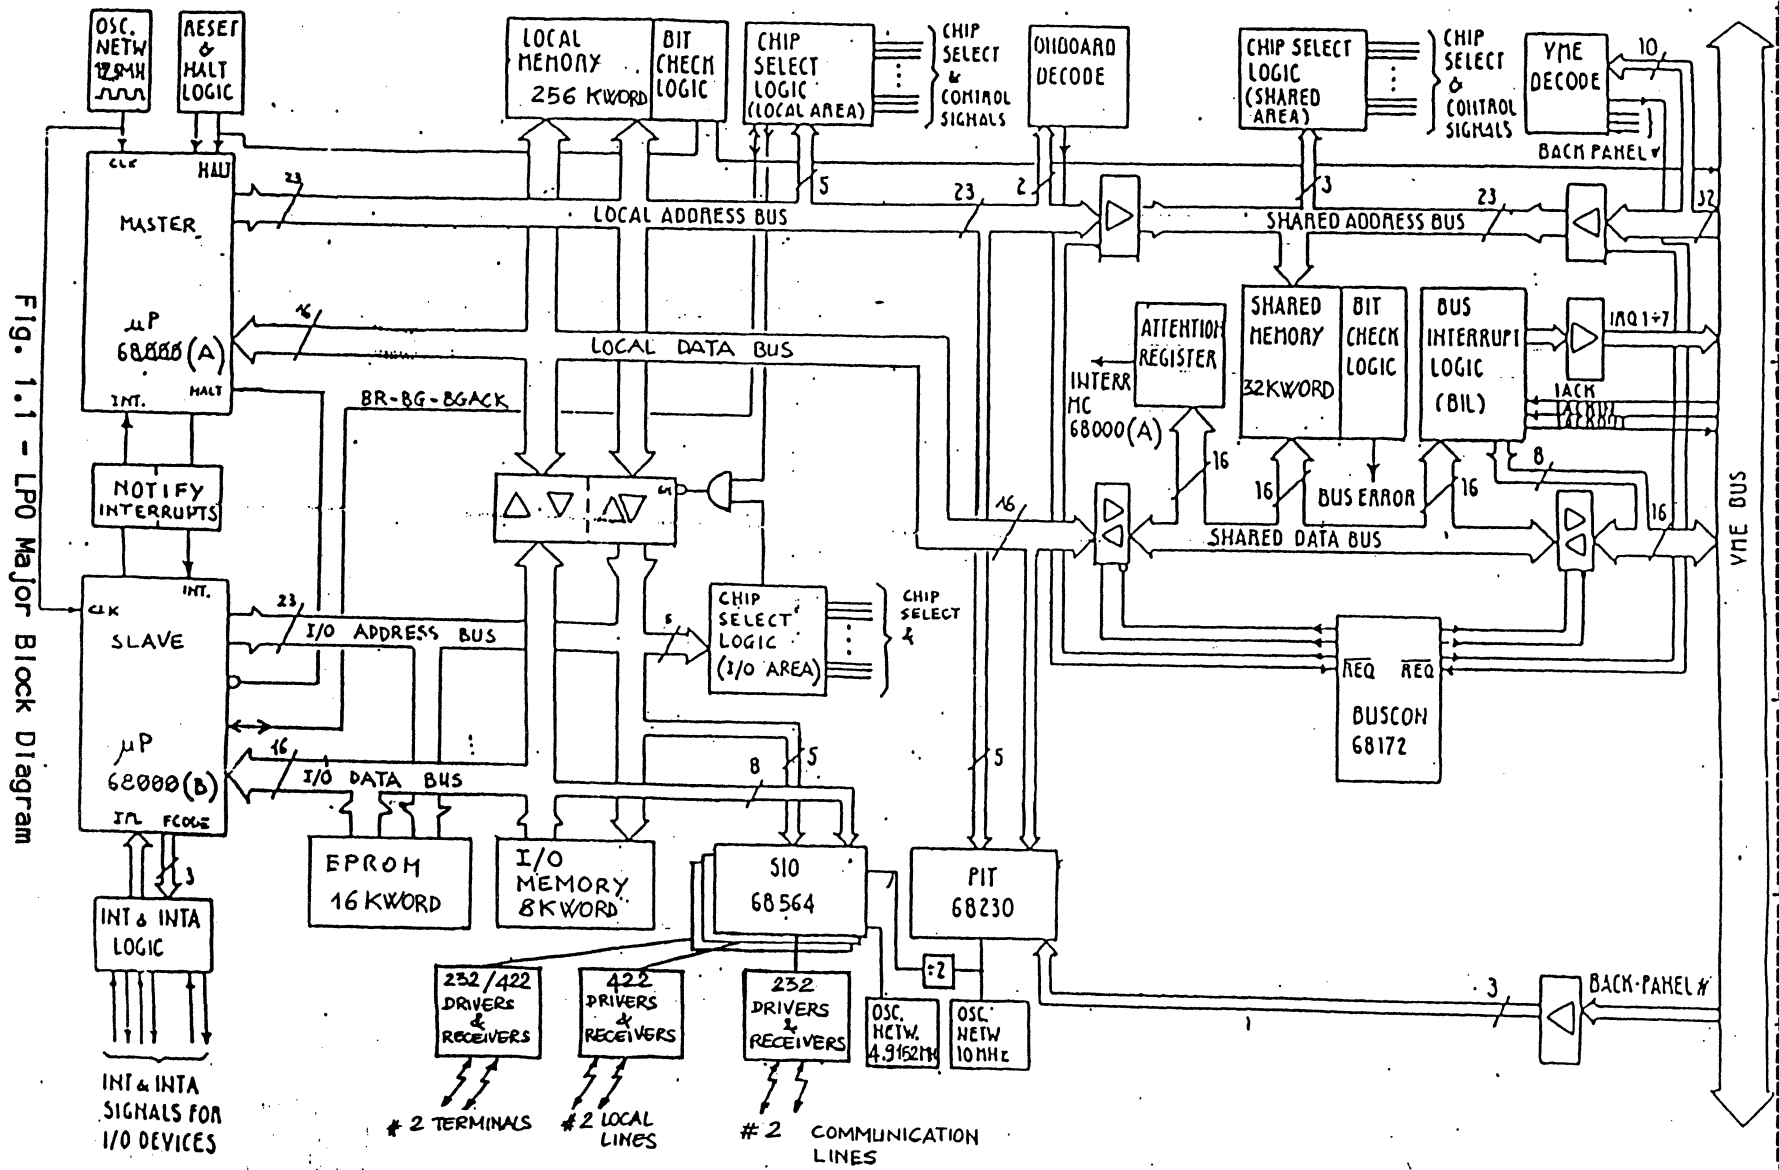 OSC.
NETW
RESET
&
HALT
LOGIC
LOCAL
MEMORY
256 KWORD
BIT
CHECK
LOGIC
CHIP
SELECT
LOGIC
(LOCAL AREA)
CHIP
SELECT
&
CONTROL
SIGNALS
ONBOARD
DECODE
CHIP SELECT
LOGIC
(SHARED
AREA)
CHIP
SELECT
&
CONTROL
SIGNALS
VME
DECODE
10
BACK PANEL
CLK
HALT
MASTER
µP
68000 (A)
INT.
HALT
23
LOCAL ADDRESS BUS
5
23
2
3
SHARED ADDRESS BUS
23
32
16
LOCAL DATA BUS
BR-BG-BGACK
ATTENTION
REGISTER
INTERR
MC
68000 (A)
SHARED
MEMORY
32KWORD
BIT
CHECK
LOGIC
BUS ERROR
BUS
INTERRUPT
LOGIC
(BIL)
IRQ 1÷7
IACK
8
16
16
16
16
16
SHARED DATA BUS
VME BUS
NOTIFY
INTERRUPTS
CLK
INT.
SLAVE
µP
68000 (B)
FCODE
23
I/O ADDRESS BUS
5
CHIP
SELECT
LOGIC
(I/O AREA)
CHIP
SELECT
&
REQ
REQ
BUSCON
68172
16
I/O DATA BUS
8
5
5
3
INT & INTA
LOGIC
INT & INTA
SIGNALS FOR
I/O DEVICES
EPROM
16 KWORD
I/O
MEMORY
8KWORD
SIO
68564
PIT
68230
÷2
232/422
DRIVERS
&
RECEIVERS
422
DRIVERS
&
RECEIVERS
232
DRIVERS
&
RECEIVERS
OSC.
NETW.
4.9152MH
OSC.
NETW
10MHz
3
BACK-PANEL
# 2 TERMINALS
# 2 LOCAL
LINES
# 2 COMMUNICATION
LINES
Fig. 1.1 - LPO Major Block Diagram